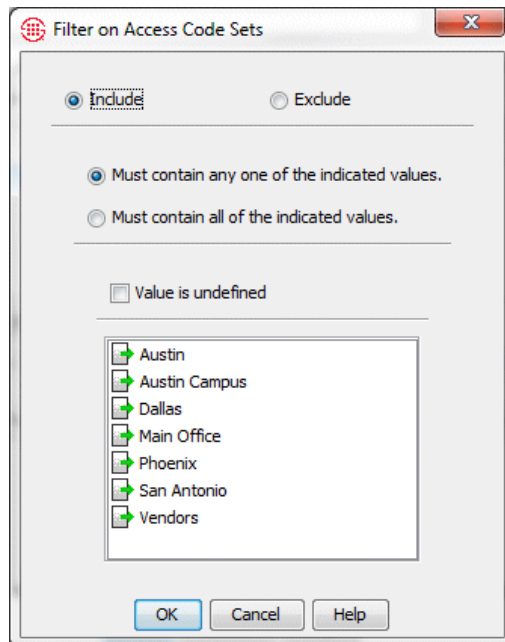 Filter on Access Code Sets
Include Exclude
Must contain any one of the indicated values.
Must contain all of the indicated values.
Value is undefined
Austin
Austin Campus
Dallas
Main Office
Phoenix
San Antonio
Vendors
OK Cancel Help